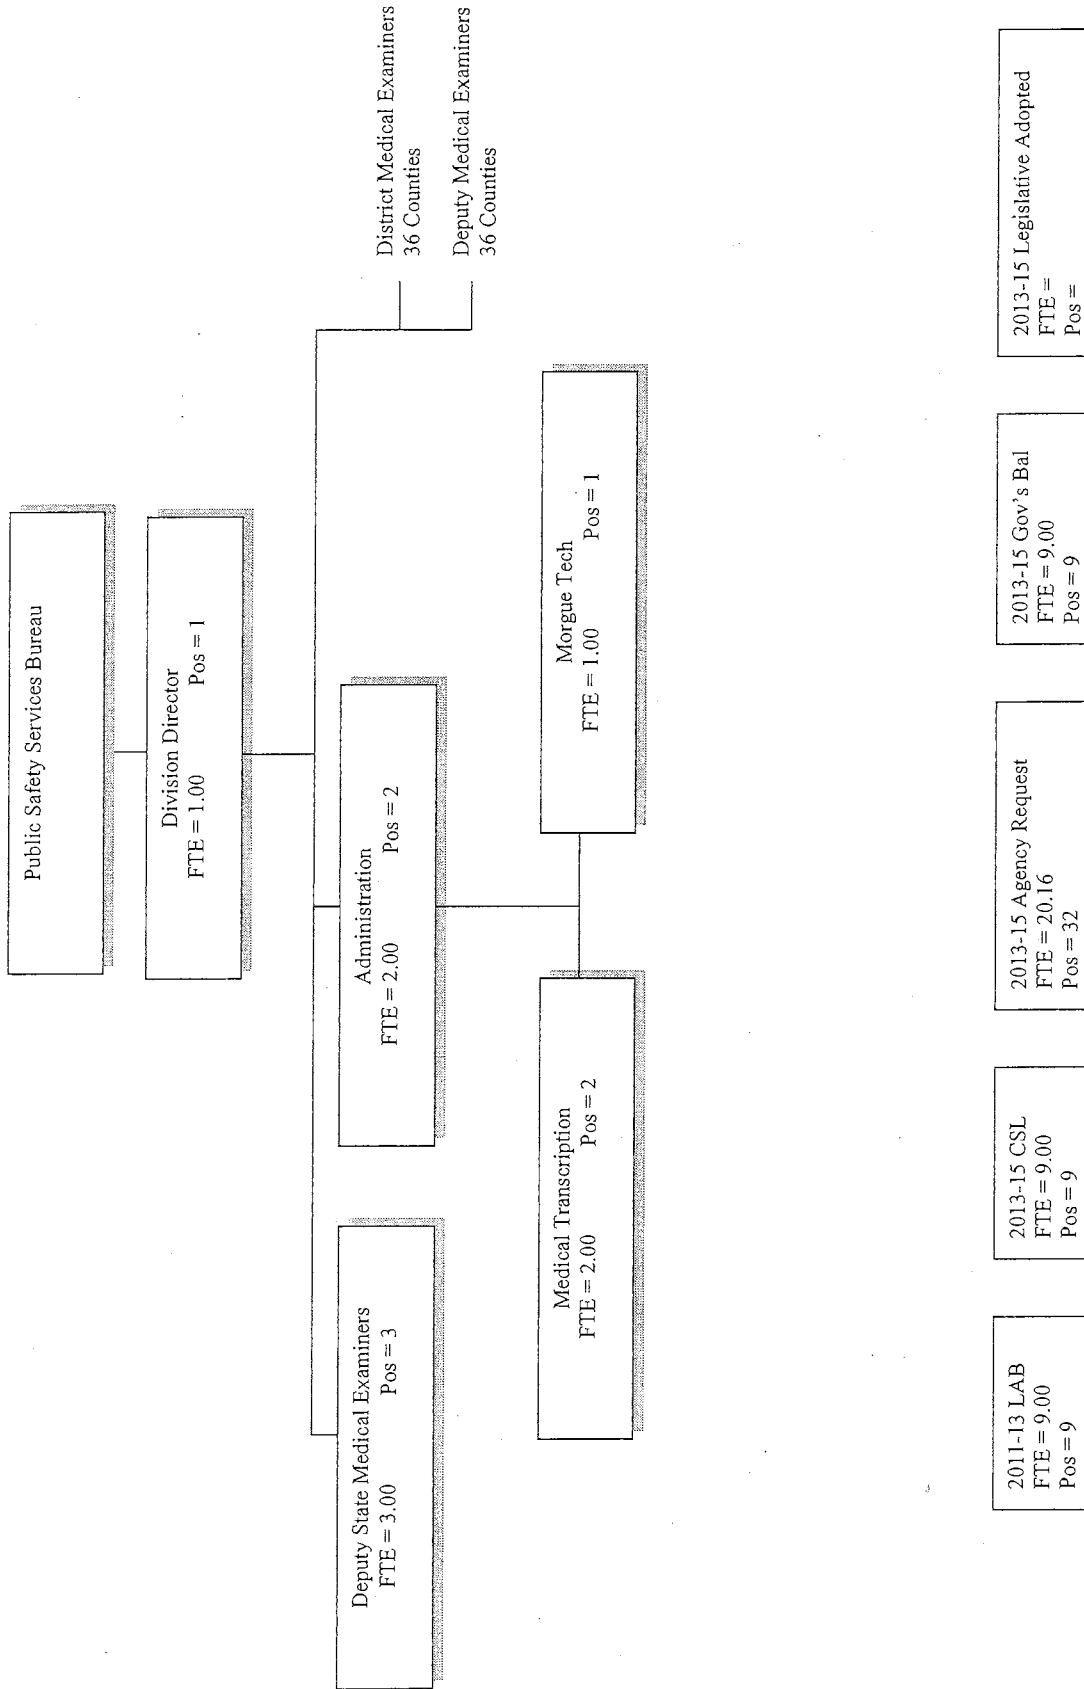 Public Safety Services Bureau
Division Director
FTE = 1.00 Pos = 1
Deputy State Medical Examiners
FTE = 3.00 Pos = 3
Administration
FTE = 2.00 Pos = 2
District Medical Examiners
36 Counties
Deputy Medical Examiners
36 Counties
Medical Transcription
FTE = 2.00 Pos = 2
Morgue Tech
FTE = 1.00 Pos = 1
2011-13 LAB
FTE = 9.00
Pos = 9
2013-15 CSL
FTE = 9.00
Pos = 9
2013-15 Agency Request
FTE = 20.16
Pos = 32
2013-15 Gov's Bal
FTE = 9.00
Pos = 9
2013-15 Legislative Adopted
FTE =
Pos =